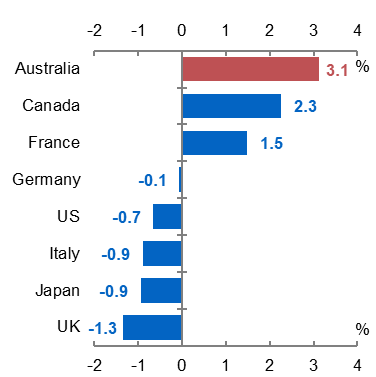 -2 -1 0 1 2 3 4
%
Australia 3.1
Canada 2.3
France 1.5
Germany -0.1
US -0.7
Italy -0.9
Japan -0.9
UK -1.3
%
-2 -1 0 1 2 3 4